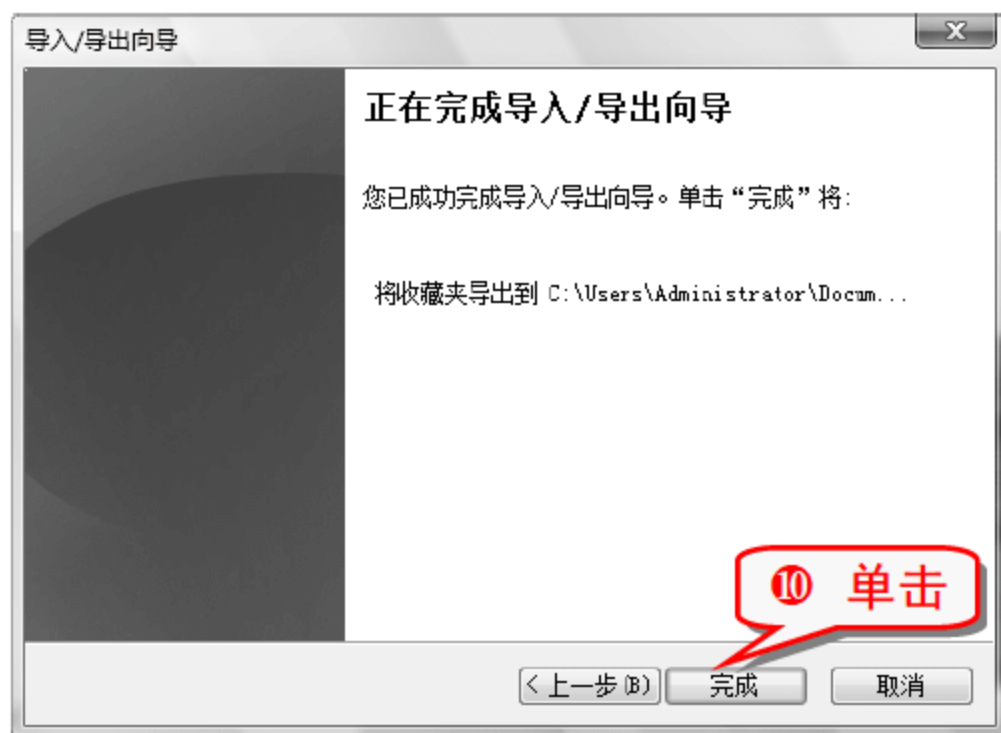 导入/导出向导
正在完成导入/导出向导
您已成功完成导入/导出向导。单击“完成”将:
将收藏夹导出到 C:\Users\Administrator\Docum...
❿ 单击
< 上一步(B)
完成
取消